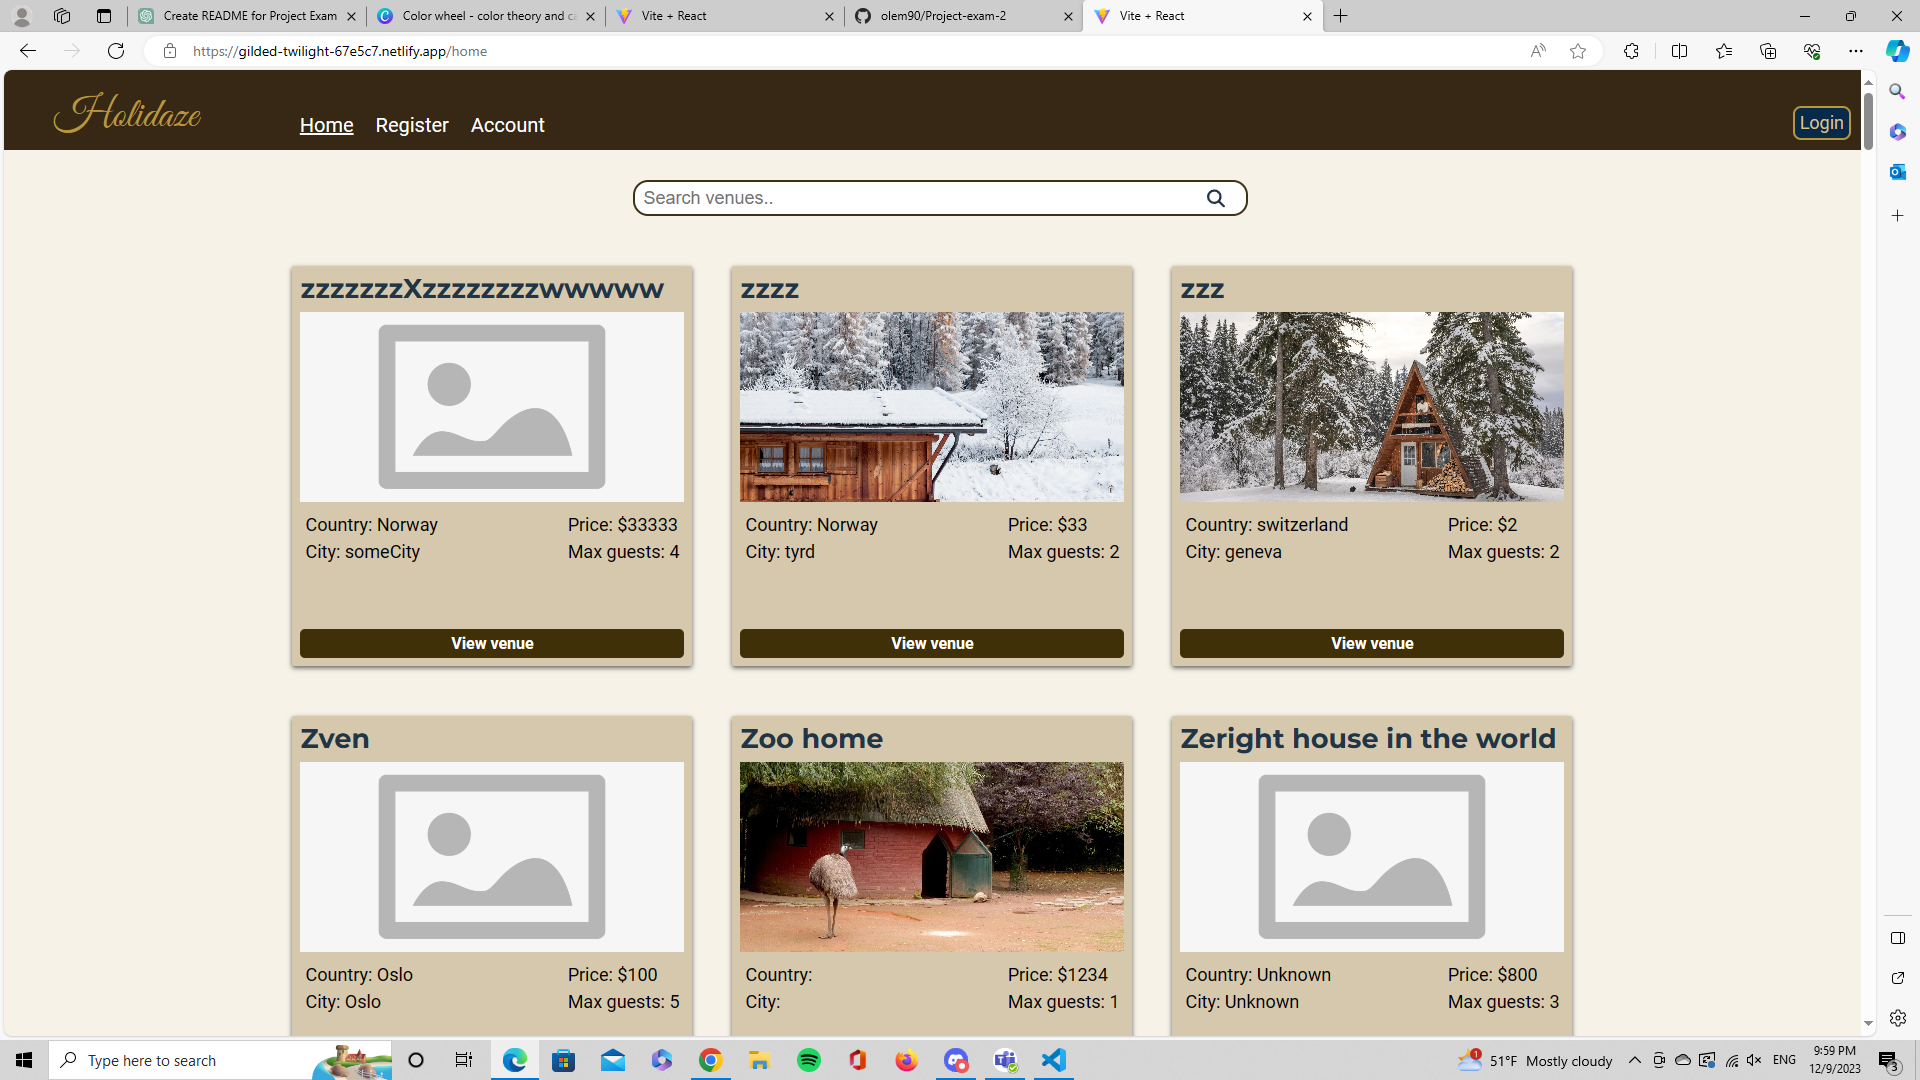 Create README for Project Exam
Color wheel - color theory and ca
Vite + React
olem90/Project-exam-2
Vite + React
https://gilded-twilight-67e5c7.netlify.app/home
Holidaze
Home
Register
Account
Login
Search venues..
zzzzzzzXzzzzzzzzwwwww
zzzz
zzz
Country: Norway
Price: $33333
City: someCity
Max guests: 4
Country: Norway
Price: $33
City: tyrd
Max guests: 2
Country: switzerland
Price: $2
City: geneva
Max guests: 2
View venue
View venue
View venue
Zven
Zoo home
Zeright house in the world
Country: Oslo
Price: $100
City: Oslo
Max guests: 5
Country:
Price: $1234
City:
Max guests: 1
Country: Unknown
Price: $800
City: Unknown
Max guests: 3
Type here to search
1
51°F Mostly cloudy
ENG
9:59 PM
12/9/2023
3